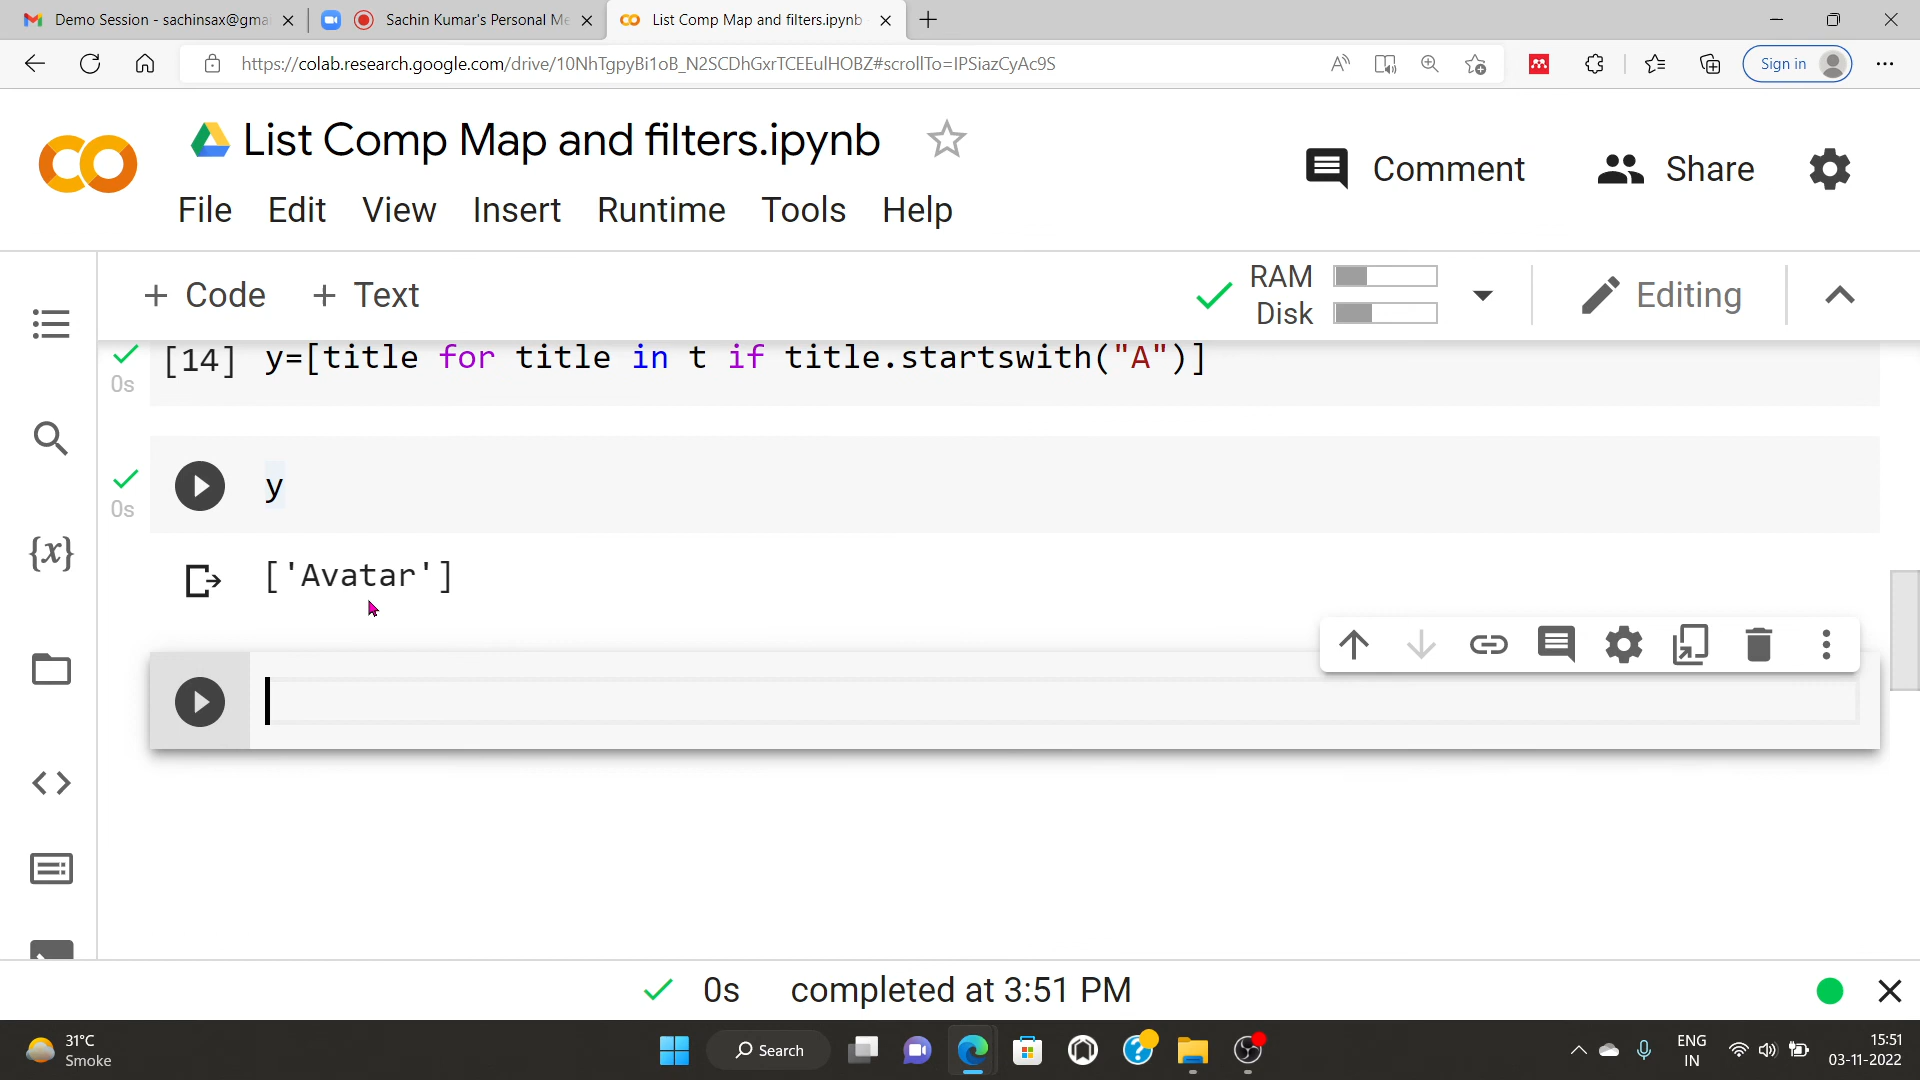 Demo Session - sachinsax@gma
Sachin Kumar's Personal Me
List Comp Map and filters.ipynb
https://colab.research.google.com/drive/10NhTgpyBi1oB_N2SCDhGxrTCEEulHOBZ#scrollTo=IPSiazCyAc9S
Sign in
List Comp Map and filters.ipynb
Comment
Share
File Edit View Insert Runtime Tools Help
+ Code + Text
RAM
Disk
Editing
[14] y=[title for title in t if title.startswith("A")]
0s
y
0s
{x}
['Avatar']
0s completed at 3:51 PM
31°C
Smoke
Search
ENG
IN
15:51
03-11-2022